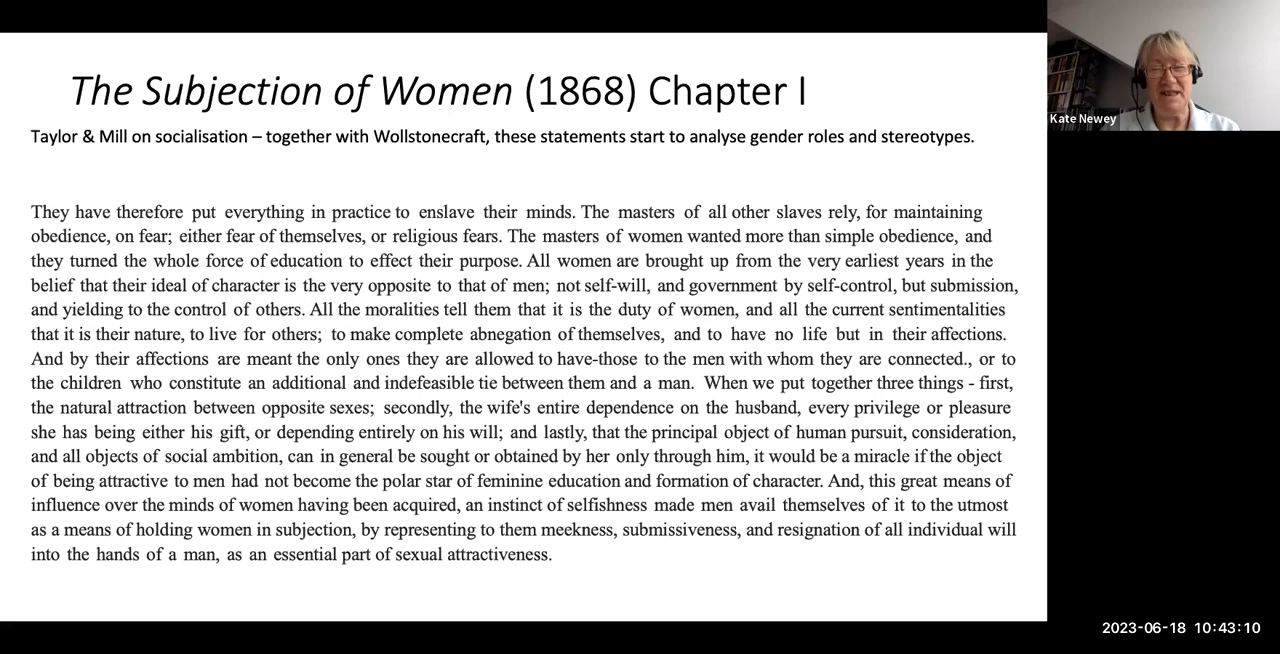 The Subjection of Women (1868) Chapter I
Taylor & Mill on socialisation – together with Wollstonecraft, these statements start to analyse gender roles and stereotypes.
They have therefore put everything in practice to enslave their minds. The masters of all other slaves rely, for maintaining
obedience, on fear; either fear of themselves, or religious fears. The masters of women wanted more than simple obedience, and
they turned the whole force of education to effect their purpose. All women are brought up from the very earliest years in the
belief that their ideal of character is the very opposite to that of men; not self-will, and government by self-control, but submission,
and yielding to the control of others. All the moralities tell them that it is the duty of women, and all the current sentimentalities
that it is their nature, to live for others; to make complete abnegation of themselves, and to have no life but in their affections.
And by their affections are meant the only ones they are allowed to have-those to the men with whom they are connected., or to
the children who constitute an additional and indefeasible tie between them and a man. When we put together three things - first,
the natural attraction between opposite sexes; secondly, the wife's entire dependence on the husband, every privilege or pleasure
she has being either his gift, or depending entirely on his will; and lastly, that the principal object of human pursuit, consideration,
and all objects of social ambition, can in general be sought or obtained by her only through him, it would be a miracle if the object
of being attractive to men had not become the polar star of feminine education and formation of character. And, this great means of
influence over the minds of women having been acquired, an instinct of selfishness made men avail themselves of it to the utmost
as a means of holding women in subjection, by representing to them meekness, submissiveness, and resignation of all individual will
into the hands of a man, as an essential part of sexual attractiveness.
Kate Newey
2023-06-18 10:43:10